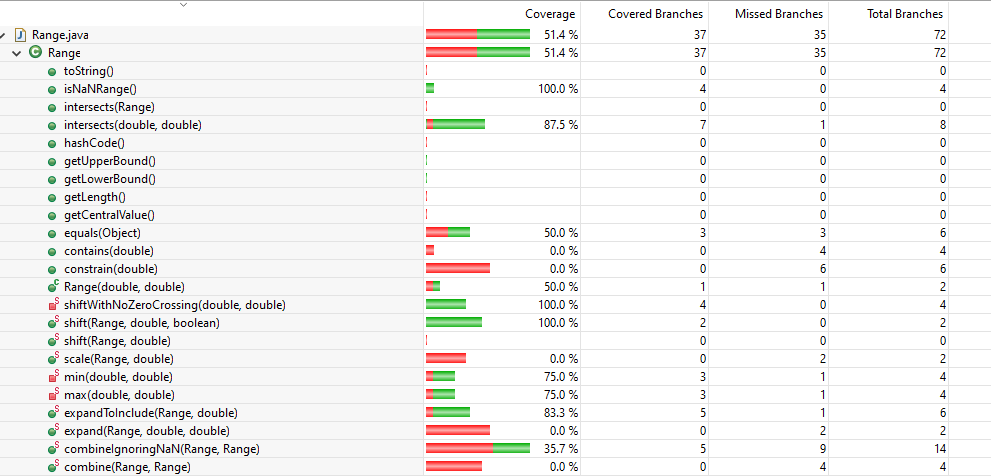 Coverage Covered Branches Missed Branches Total Branches
Range.java 51.4 % 37 35 72
Range 51.4 % 37 35 72
toString() 0 0 0
isNaNRange() 100.0 % 4 0 4
intersects(Range) 0 0 0
intersects(double, double) 87.5 % 7 1 8
hashCode() 0 0 0
getUpperBound() 0 0 0
getLowerBound() 0 0 0
getLength() 0 0 0
getCentralValue() 0 0 0
equals(Object) 50.0 % 3 3 6
contains(double) 0.0 % 0 4 4
constrain(double) 0.0 % 0 6 6
Range(double, double) 50.0 % 1 1 2
shiftWithNoZeroCrossing(double, double) 100.0 % 4 0 4
shift(Range, double, boolean) 100.0 % 2 0 2
shift(Range, double) 0 0 0
scale(Range, double) 0.0 % 0 2 2
min(double, double) 75.0 % 3 1 4
max(double, double) 75.0 % 3 1 4
expandToInclude(Range, double) 83.3 % 5 1 6
expand(Range, double, double) 0.0 % 0 2 2
combineIgnoringNaN(Range, Range) 35.7 % 5 9 14
combine(Range, Range) 0.0 % 0 4 4